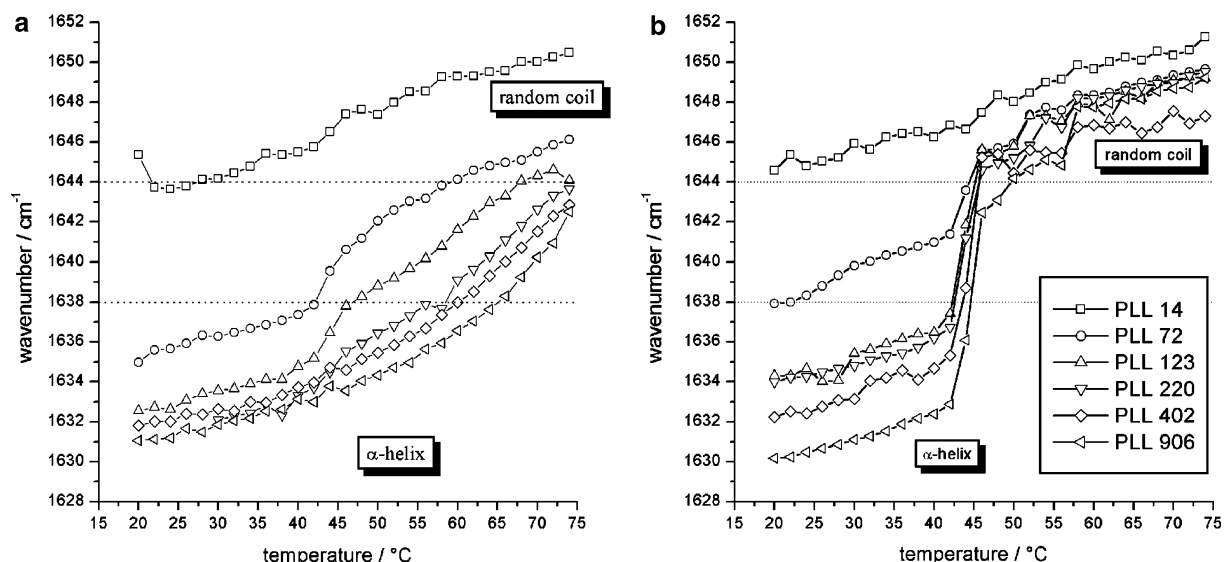 a
1652
1650
1648
1646
1644
1642
1640
1638
1636
1634
1632
1630
1628
wavenumber / cm-1
random coil
α-helix
15 20 25 30 35 40 45 50 55 60 65 70 75
temperature / °C
b
1652
1650
1648
1646
1644
1642
1640
1638
1636
1634
1632
1630
1628
wavenumber / cm-1
random coil
α-helix
PLL 14
PLL 72
PLL 123
PLL 220
PLL 402
PLL 906
15 20 25 30 35 40 45 50 55 60 65 70 75
temperature / °C